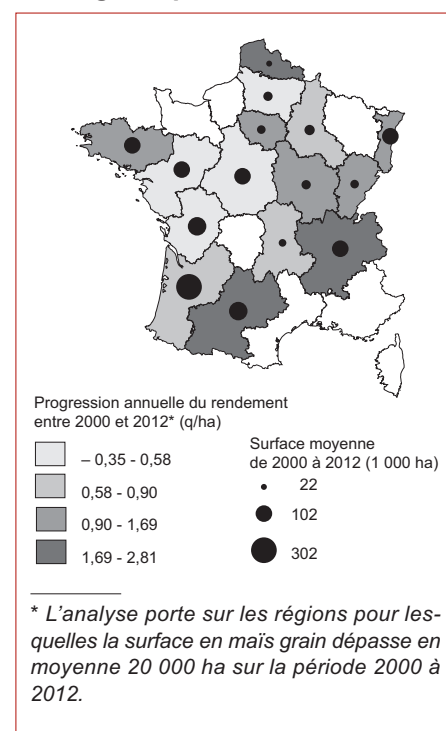 Progression annuelle du rendement
entre 2000 et 2012* (q/ha)
– 0,35 - 0,58
0,58 - 0,90
0,90 - 1,69
1,69 - 2,81
Surface moyenne
de 2000 à 2012 (1 000 ha)
22
102
302
* L'analyse porte sur les régions pour les-
quelles la surface en maïs grain dépasse en
moyenne 20 000 ha sur la période 2000 à
2012.